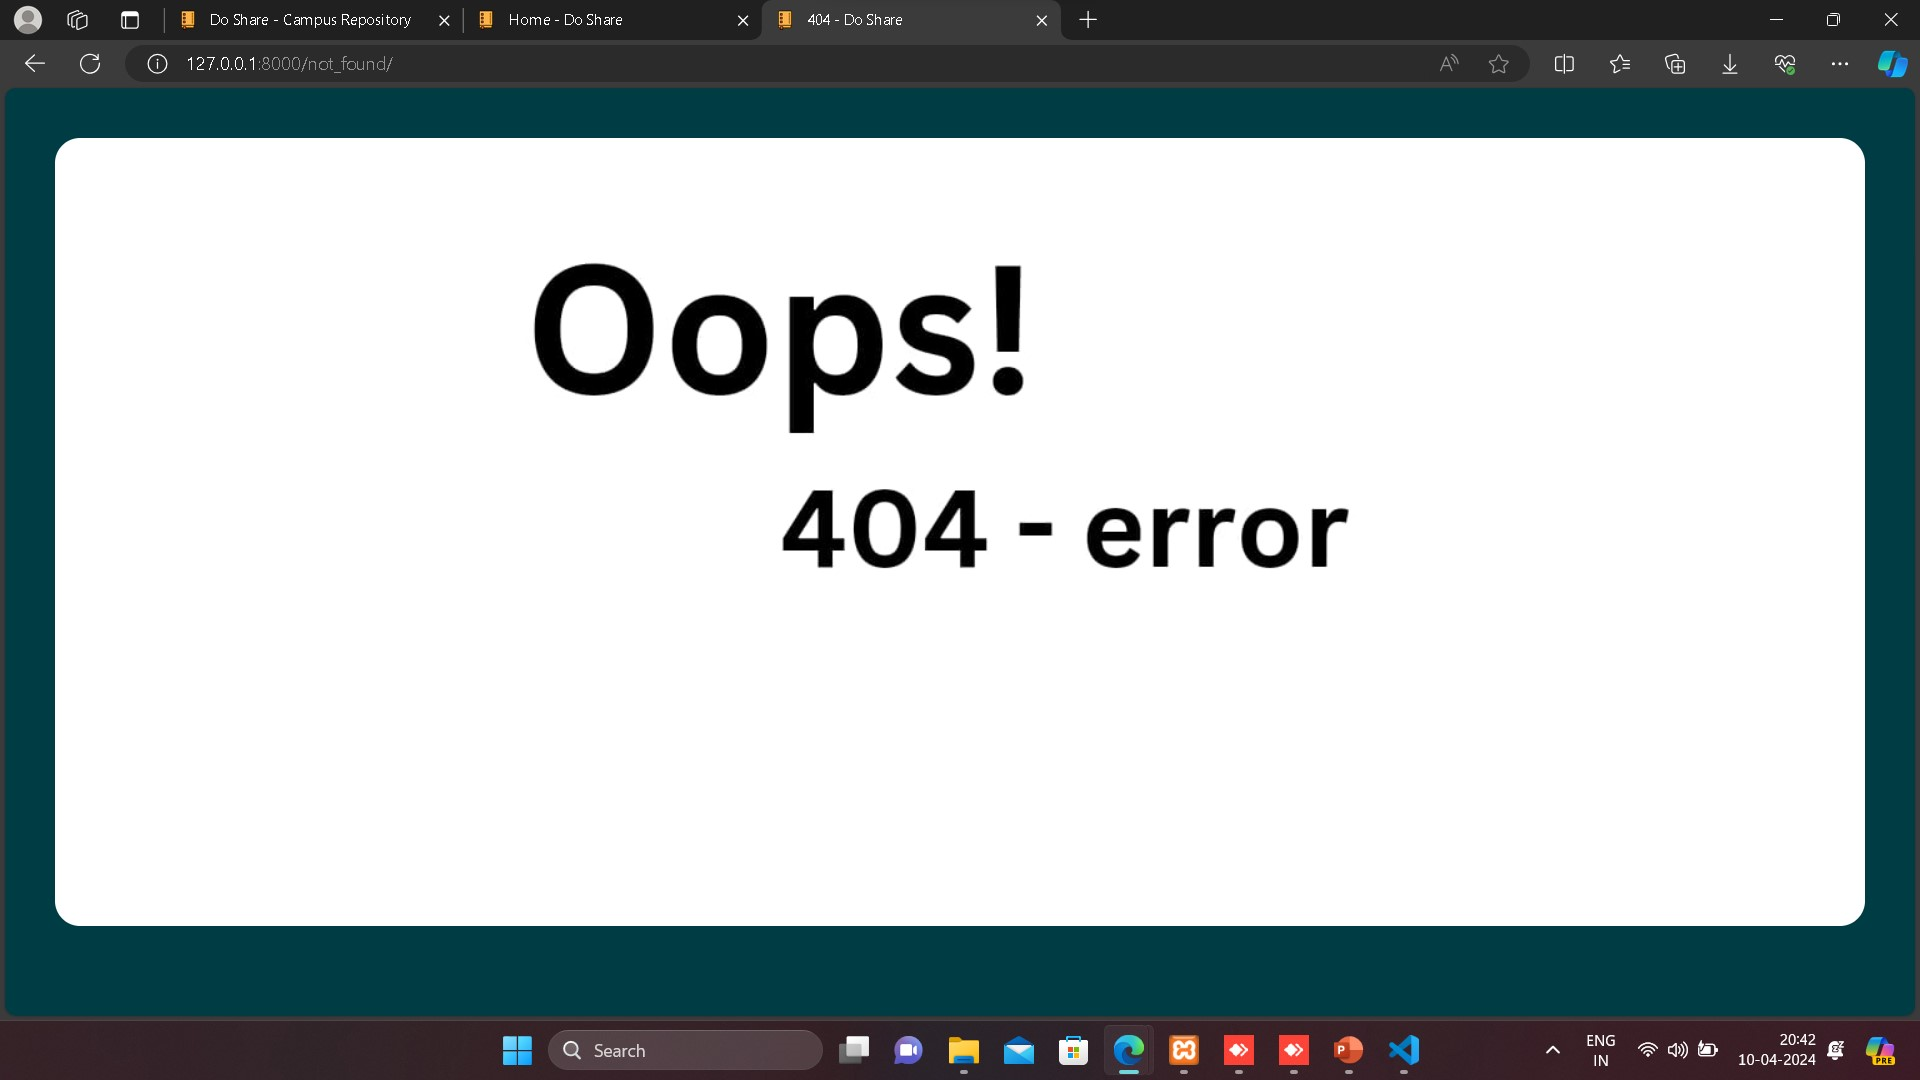 Do Share - Campus Repository
Home - Do Share
404 - Do Share
127.0.0.1:8000/not_found/
Oops!
404 - error
Search
ENG
IN
20:42
10-04-2024
PRE